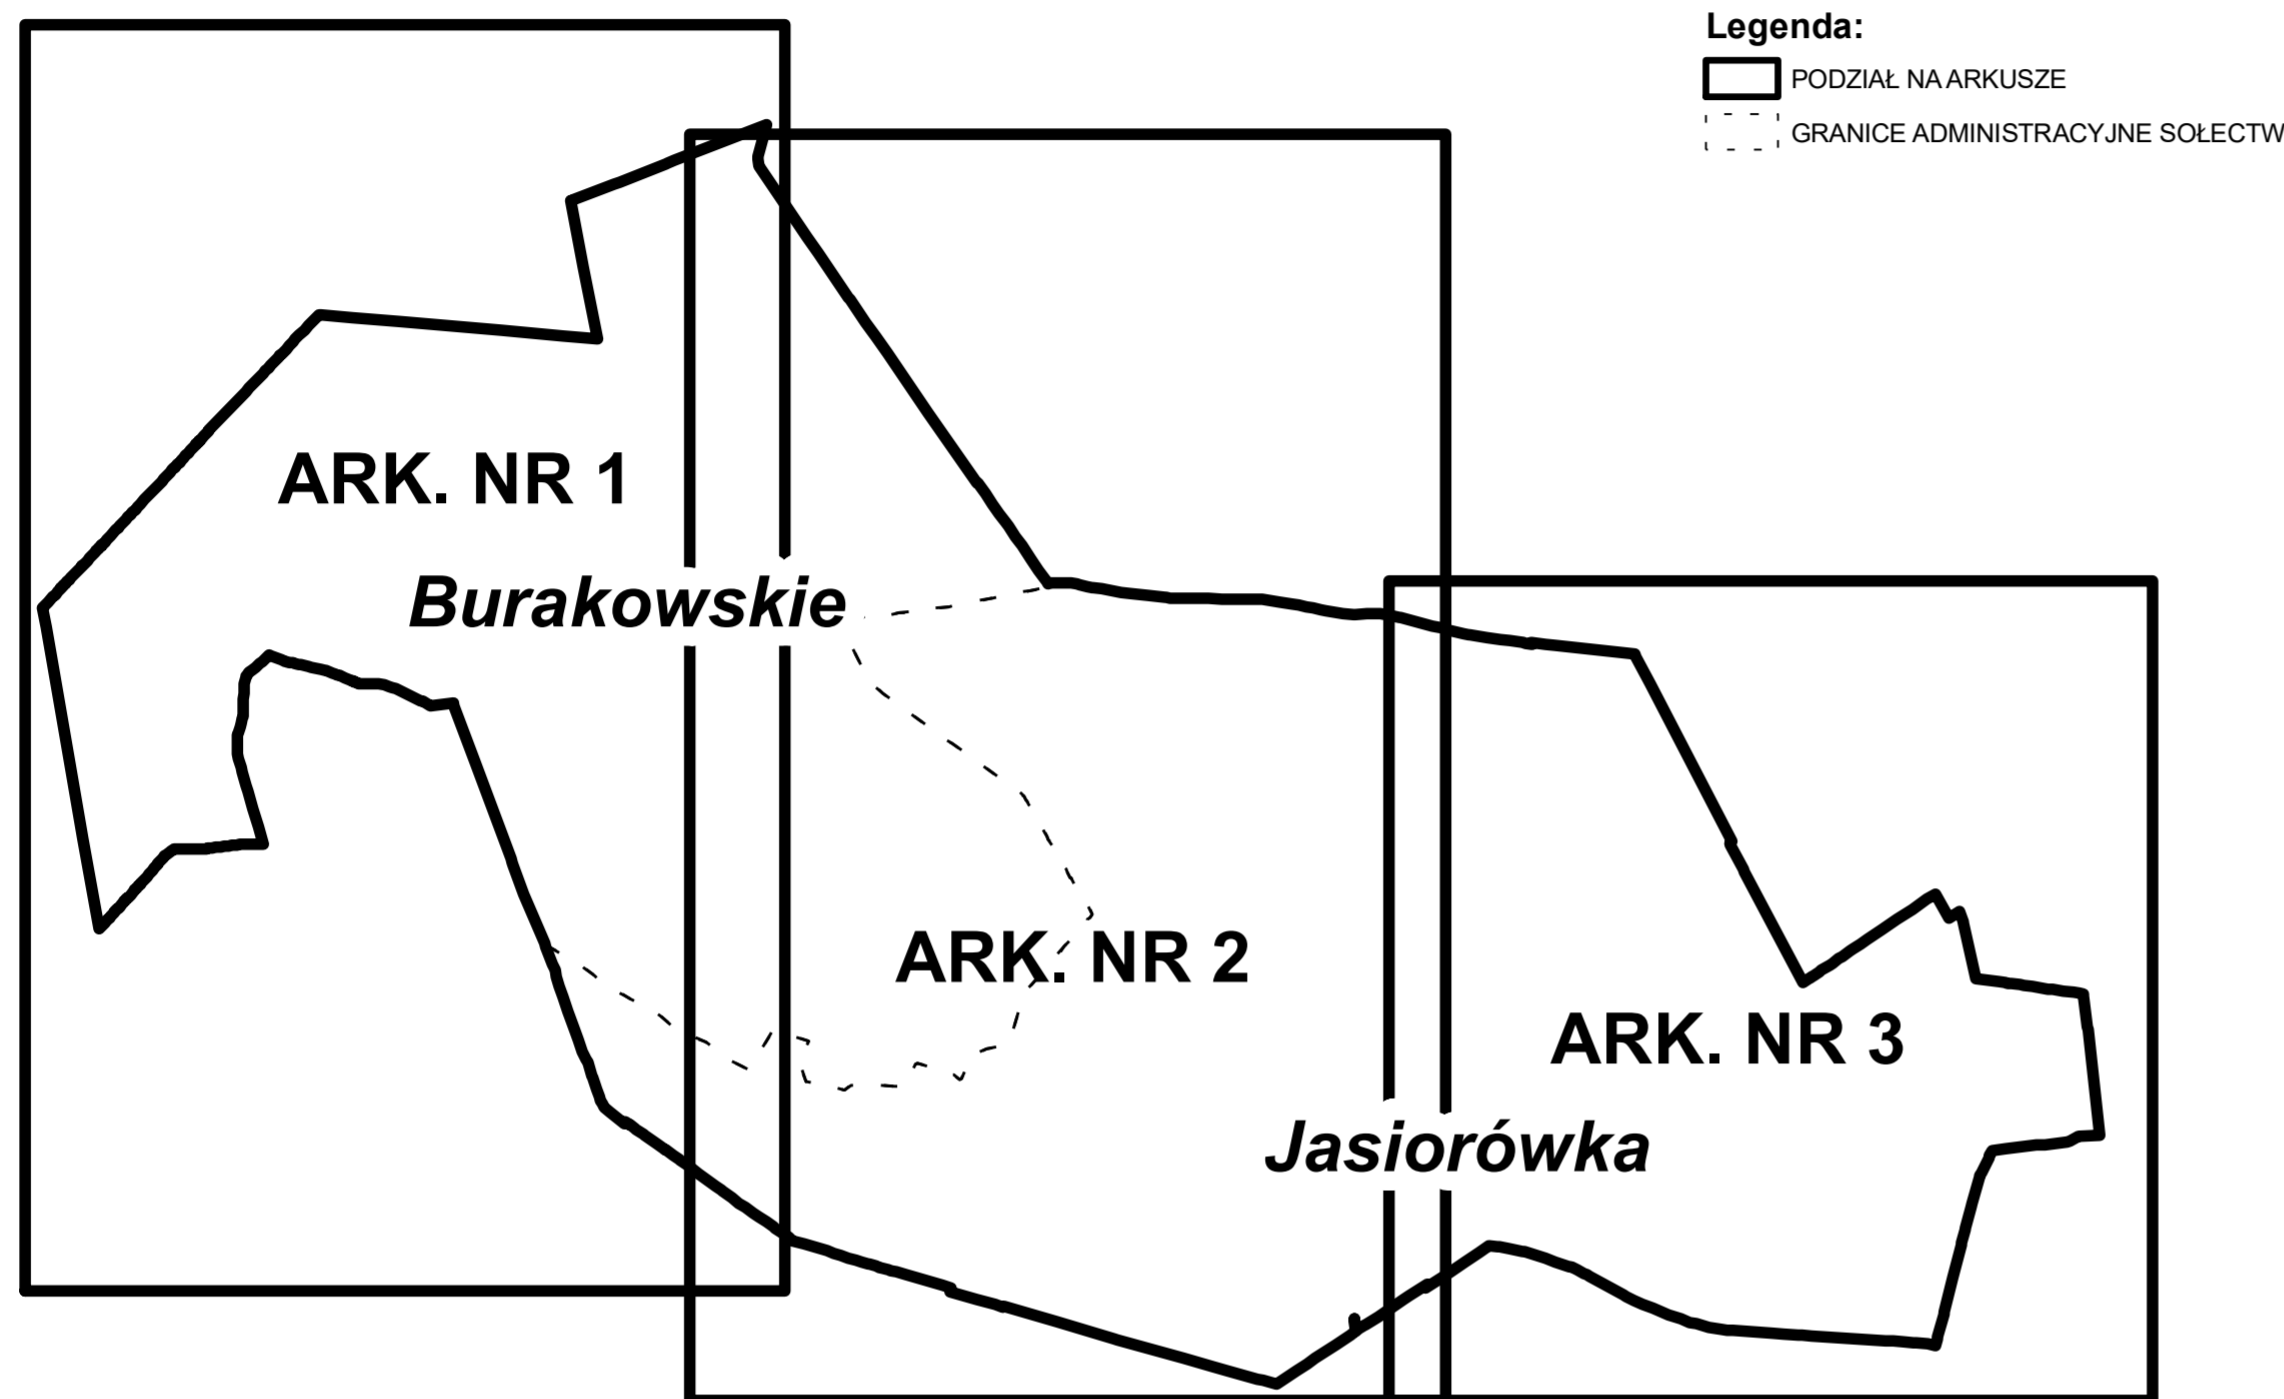 Legenda:
PODZIAŁ NA ARKUSZE
GRANICE ADMINISTRACYJNE SOŁECTW
ARK. NR 1
Burakowskie
ARK. NR 2
ARK. NR 3
Jasiorówka